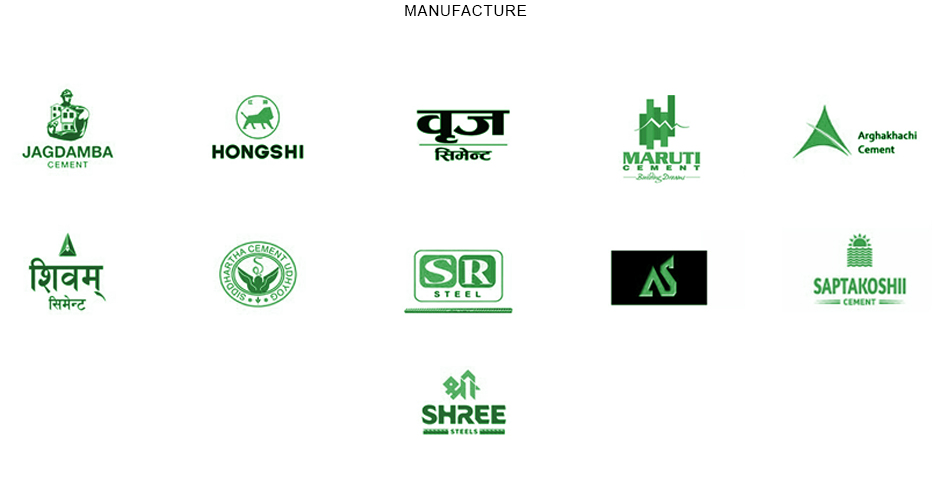 MANUFACTURE
JAGDAMBA
CEMENT
HONGSHI
वृज
सिमेन्ट
MARUTI
CEMENT
Building Dreams
Arghakhachi
Cement
शिवम्
सिमेन्ट
SIDDHARTHA CEMENT UDHYOG
SR
STEEL
AS
SAPTAKOSHII
CEMENT
श्री
SHREE
STEELS